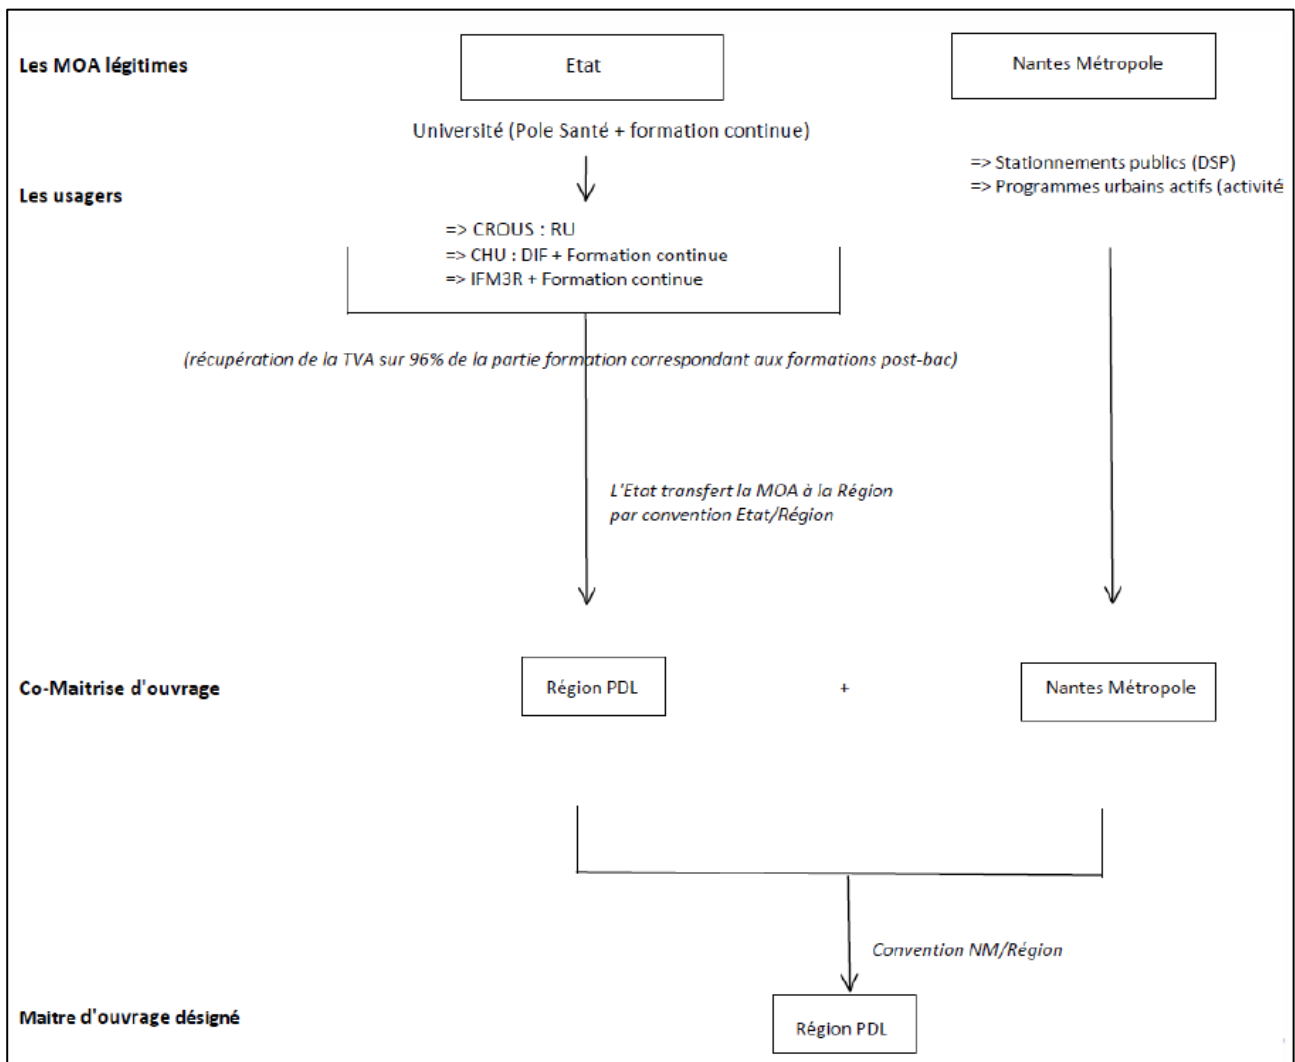 Les MOA légitimes
Etat
Nantes Métropole
Université (Pole Santé + formation continue)
=> Stationnements publics (DSP)
=> Programmes urbains actifs (activité
Les usagers
=> CROUS : RU
=> CHU : DIF + Formation continue
=> IFM3R + Formation continue
(récupération de la TVA sur 96% de la partie formation correspondant aux formations post-bac)
L'Etat transfert la MOA à la Région
par convention Etat/Région
Co-Maitrise d'ouvrage
Région PDL
+
Nantes Métropole
Convention NM/Région
Maitre d'ouvrage désigné
Région PDL